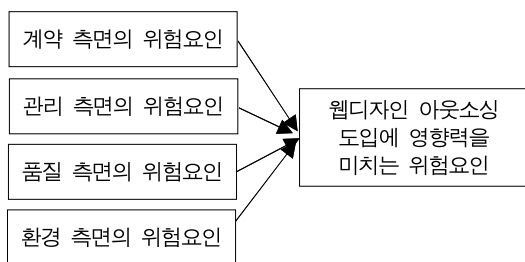 계약 측면의 위험요인
관리 측면의 위험요인
품질 측면의 위험요인
환경 측면의 위험요인
웹디자인 아웃소싱
도입에 영향력을
미치는 위험요인